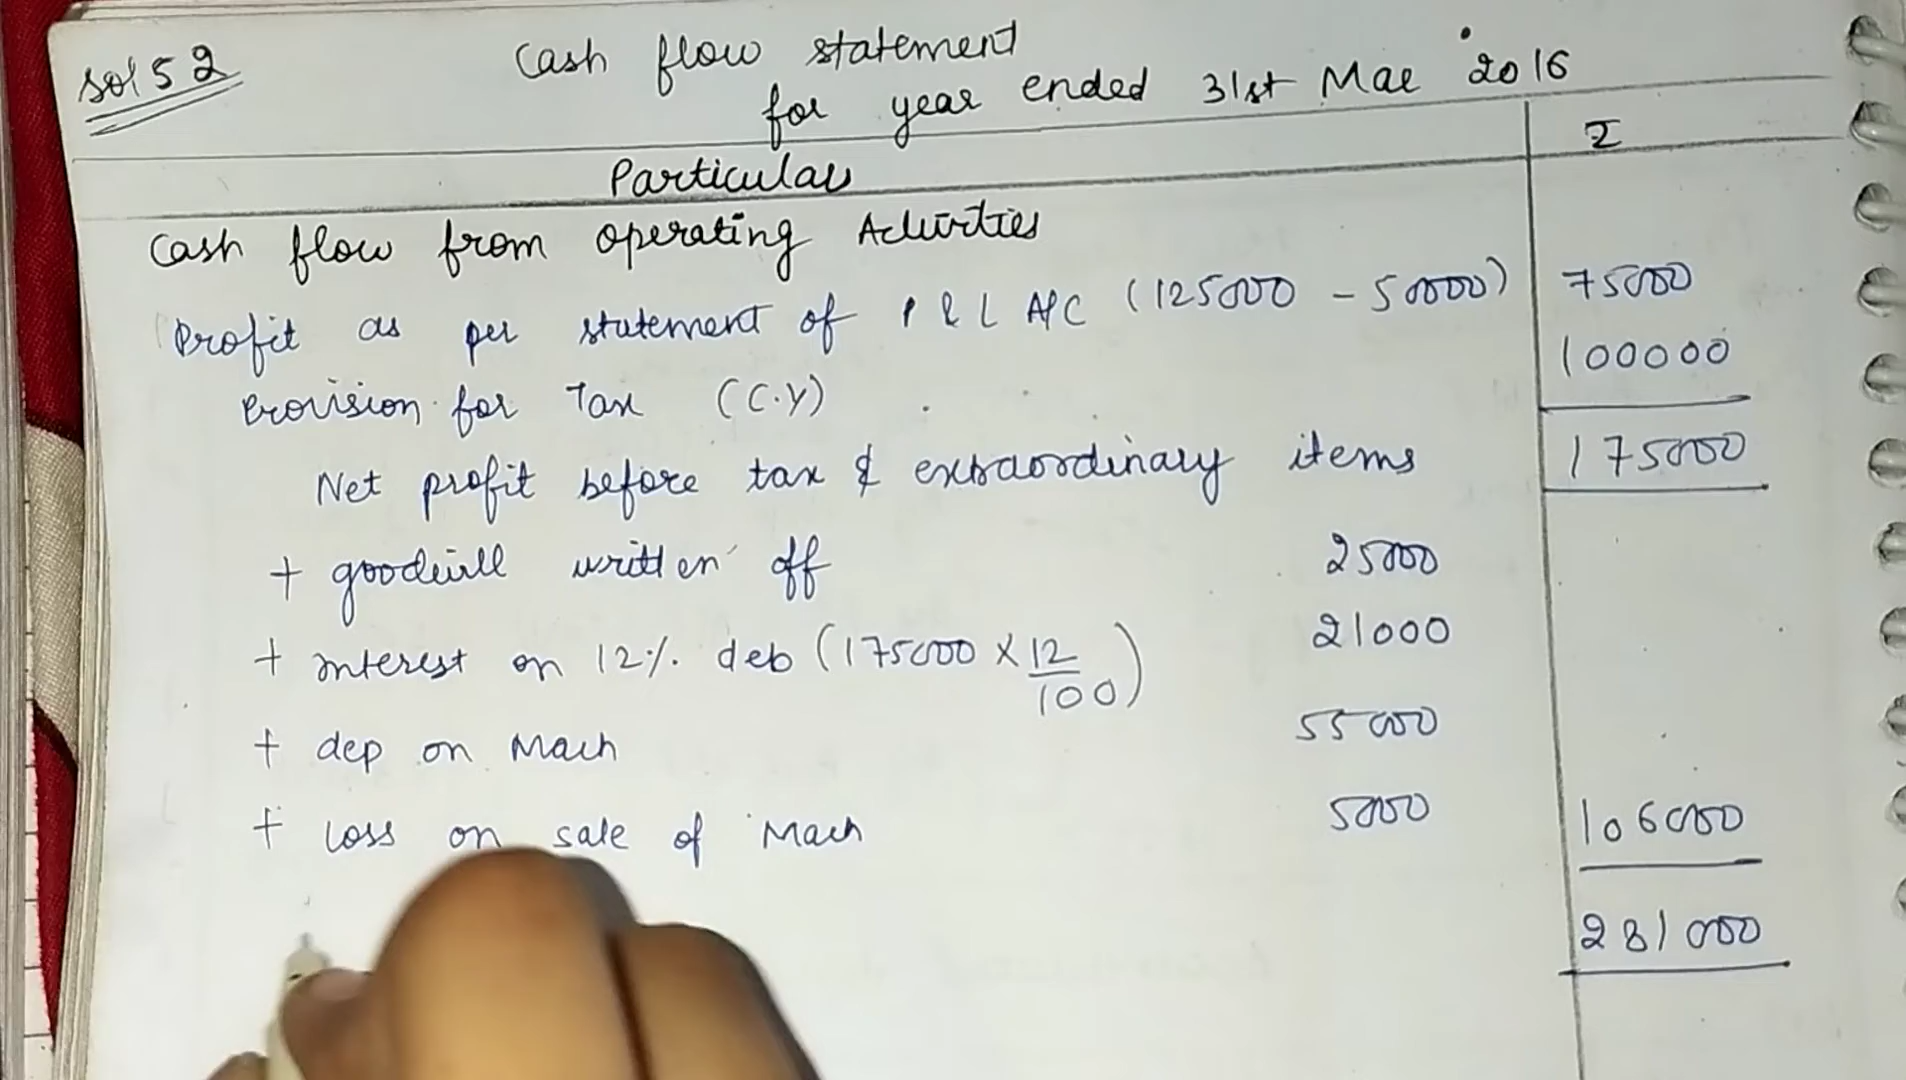 sol 52
Cash flow statement
for year ended 31st Mar 2016
Particulars
₹
Cash flow from operating Activities
Profit as per statement of P & L A/C (125000 - 50000) 75000
Provision for Tax (C.Y) 100000
Net profit before tax & extraordinary items 175000
+ goodwill written off 25000
+ interest on 12% deb (175000 × 12/100) 21000
+ dep on Mach 55000
+ loss on sale of Mach 5000 106000
281000